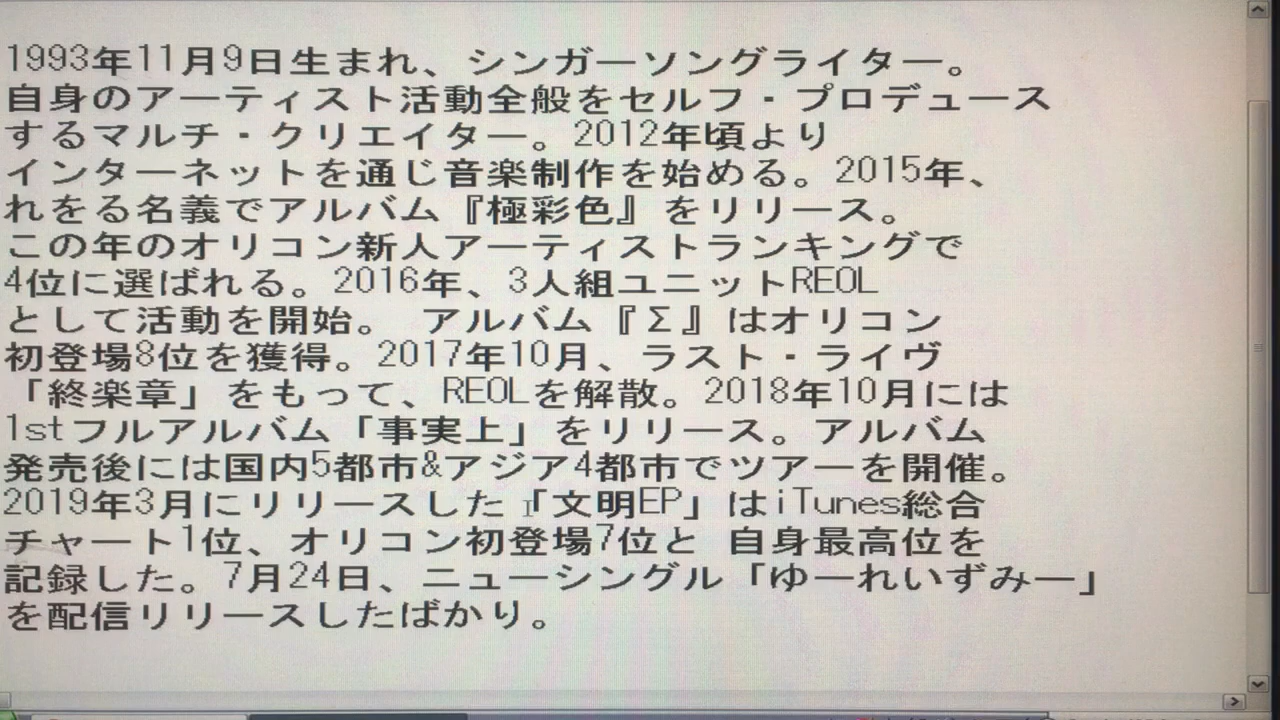 1993年11月9日生まれ、シンガーソングライター。
自身のアーティスト活動全般をセルフ・プロデュース
するマルチ・クリエイター。2012年頃より
インターネットを通じ音楽制作を始める。2015年、
れをる名義でアルバム『極彩色』をリリース。
この年のオリコン新人アーティストランキングで
4位に選ばれる。2016年、3人組ユニットREOL
として活動を開始。 アルバム『Σ』はオリコン
初登場8位を獲得。2017年10月、ラスト・ライヴ
「終楽章」をもって、REOLを解散。2018年10月には
1stフルアルバム「事実上」をリリース。アルバム
発売後には国内5都市&アジア4都市でツアーを開催。
2019年3月にリリースした「文明EP」はiTunes総合
チャート1位、オリコン初登場7位と 自身最高位を
記録した。7月24日、ニューシングル「ゆーれいずみー」
を配信リリースしたばかり。